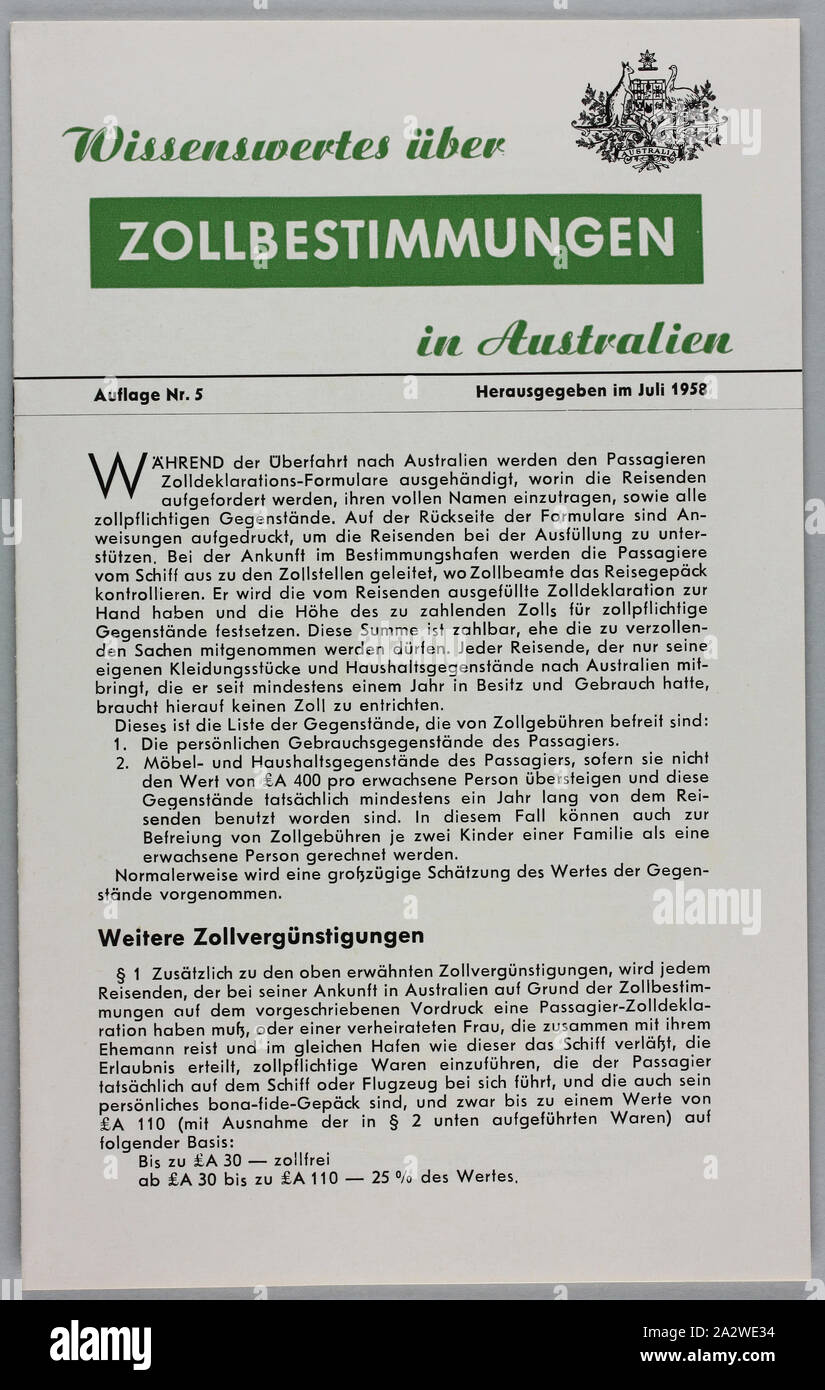 AUSTRALIA
Wissenswertes über
ZOLLBESTIMMUNGEN
in Australien
Auflage Nr. 5 Herausgegeben im Juli 1958
WÄHREND der Überfahrt nach Australien werden den Passagieren
Zolldeklarations-Formulare ausgehändigt, worin die Reisenden
aufgefordert werden, ihren vollen Namen einzutragen, sowie alle
zollpflichtigen Gegenstände. Auf der Rückseite der Formulare sind An-
weisungen aufgedruckt, um die Reisenden bei der Ausfüllung zu unter-
stützen. Bei der Ankunft im Bestimmungshafen werden die Passagiere
vom Schiff aus zu den Zollstellen geleitet, wo Zollbeamte das Reisegepäck
kontrollieren. Er wird die vom Reisenden ausgefüllte Zolldeklaration zur
Hand haben und die Höhe des zu zahlenden Zolls für zollpflichtige
Gegenstände festsetzen. Diese Summe ist zahlbar, ehe die zu verzollen-
den Sachen mitgenommen werden dürfen. Jeder Reisende, der nur seine
eigenen Kleidungsstücke und Haushaltsgegenstände nach Australien mit-
bringt, die er seit mindestens einem Jahr in Besitz und Gebrauch hatte,
braucht hierauf keinen Zoll zu entrichten.
Dieses ist die Liste der Gegenstände, die von Zollgebühren befreit sind:
1. Die persönlichen Gebrauchsgegenstände des Passagiers.
2. Möbel- und Haushaltsgegenstände des Passagiers, sofern sie nicht
den Wert von £A 400 pro erwachsene Person übersteigen und diese
Gegenstände tatsächlich mindestens ein Jahr lang von dem Rei-
senden benutzt worden sind. In diesem Fall können auch zur
Befreiung von Zollgebühren je zwei Kinder einer Familie als eine
erwachsene Person gerechnet werden.
Normalerweise wird eine großzügige Schätzung des Wertes der Gegen-
stände vorgenommen.
Weitere Zollvergünstigungen
§ 1 Zusätzlich zu den oben erwähnten Zollvergünstigungen, wird jedem
Reisenden, der bei seiner Ankunft in Australien auf Grund der Zollbestim-
mungen auf dem vorgeschriebenen Vordruck eine Passagier-Zolldekla-
ration haben muß, oder einer verheirateten Frau, die zusammen mit ihrem
Ehemann reist und im gleichen Hafen wie dieser das Schiff verläßt, die
Erlaubnis erteilt, zollpflichtige Waren einzuführen, die der Passagier
tatsächlich auf dem Schiff oder Flugzeug bei sich führt, und die auch sein
persönliches bona-fide-Gepäck sind, und zwar bis zu einem Werte von
£A 110 (mit Ausnahme der in § 2 unten aufgeführten Waren) auf
folgender Basis:
Bis zu £A 30 — zollfrei
ab £A 30 bis zu £A 110 — 25 % des Wertes.
alamy
Image ID: 2A2WE34
www.alamy.com